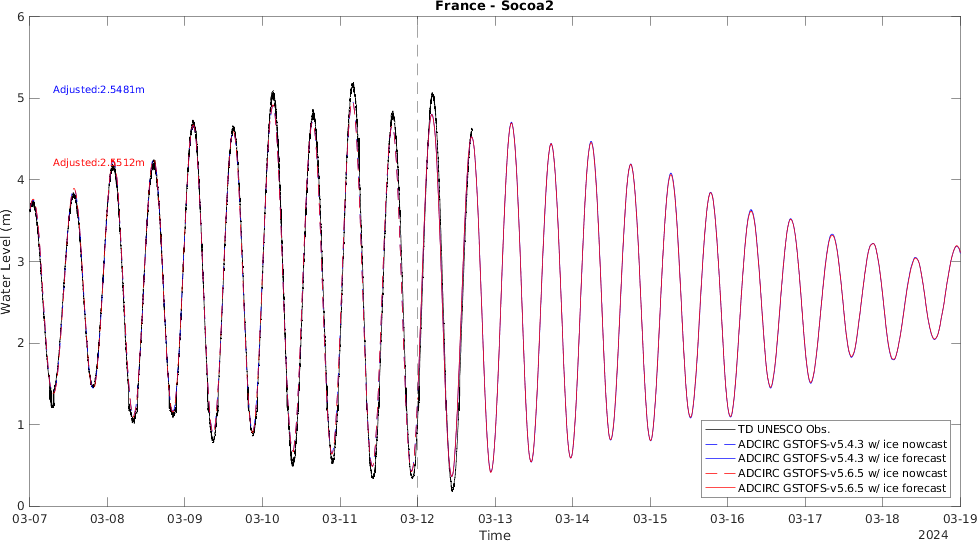 France - Socoa2
6
5
4
3
2
1
0
Water Level (m)
Adjusted:2.5481m
Adjusted:2.5512m
TD UNESCO Obs.
ADCIRC GSTOFS-v5.4.3 w/ ice nowcast
ADCIRC GSTOFS-v5.4.3 w/ ice forecast
ADCIRC GSTOFS-v5.6.5 w/ ice nowcast
ADCIRC GSTOFS-v5.6.5 w/ ice forecast
03-07 03-08 03-09 03-10 03-11 03-12 03-13 03-14 03-15 03-16 03-17 03-18 03-19
Time
2024